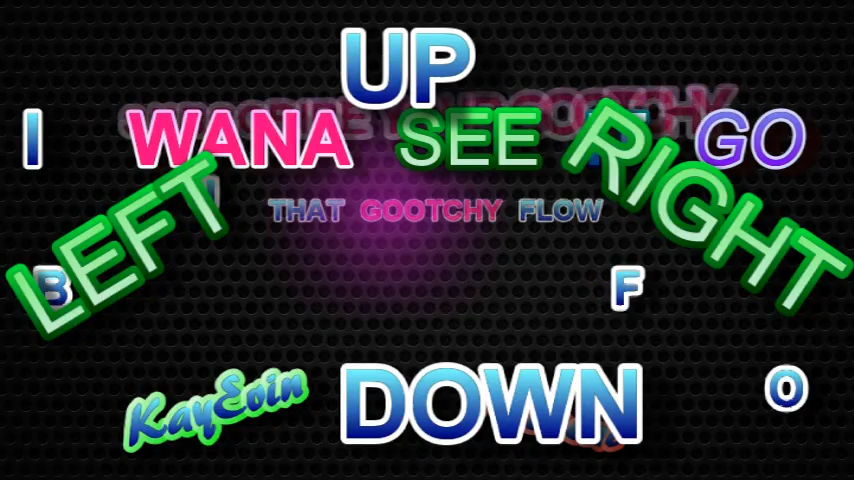 UP
I WANA SEE GO
LEFT RIGHT
THAT GOOTCHY FLOW
B F
KayEoin DOWN O